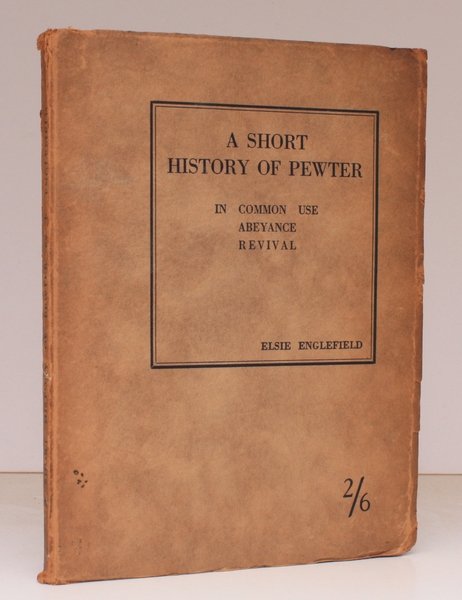 A SHORT
HISTORY OF PEWTER
IN COMMON USE
ABEYANCE
REVIVAL
ELSIE ENGLEFIELD
2/6